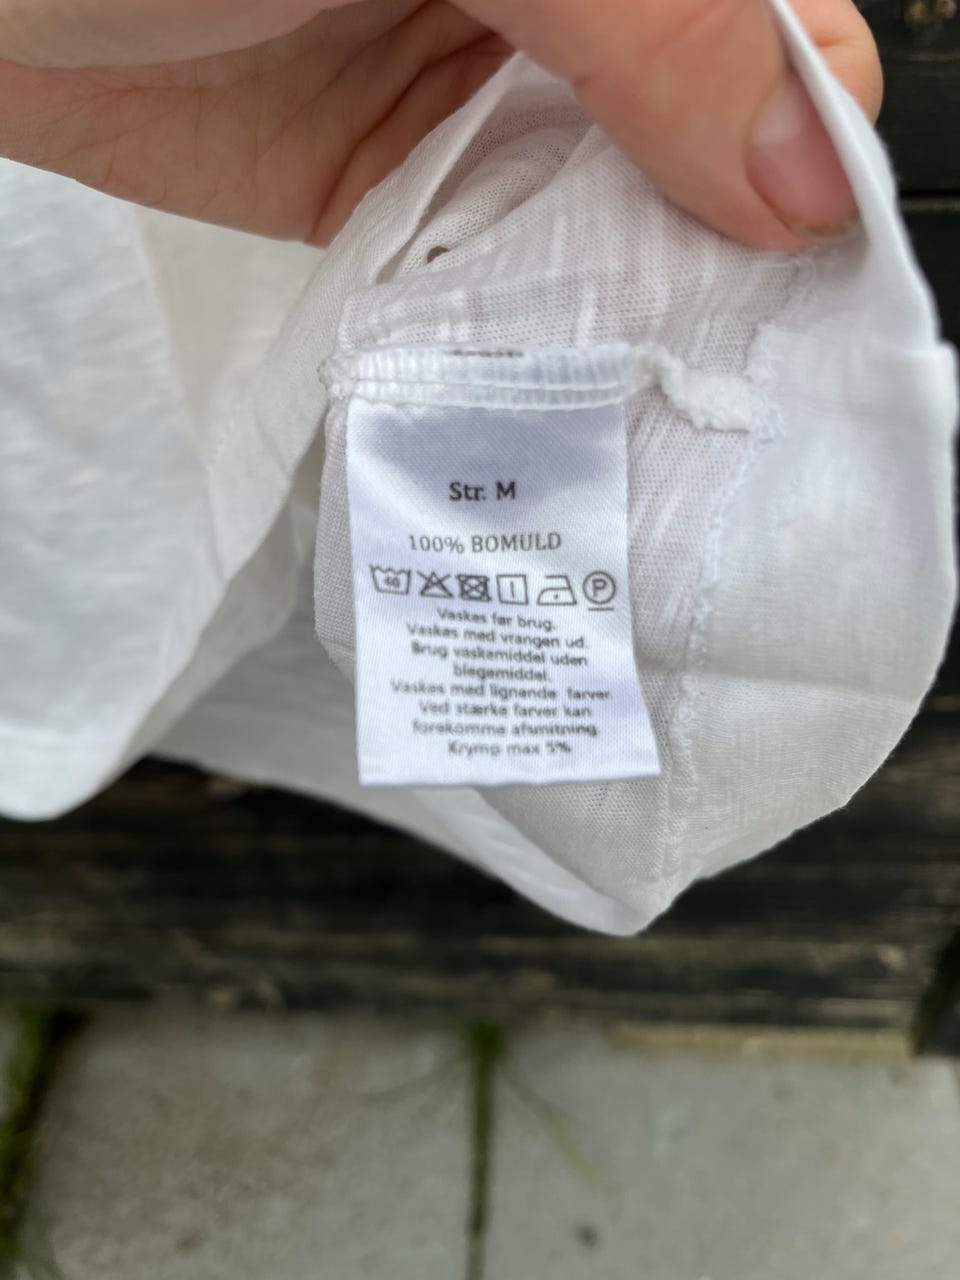 Str. M
100% BOMULD
40 P
Vaskes før brug.
Vaskes med vrangen ud.
Brug vaskemiddel uden
blegemiddel.
Vaskes med lignende farver.
Ved stærke farver kan
forekomme afsmitning.
Krymp max 5%